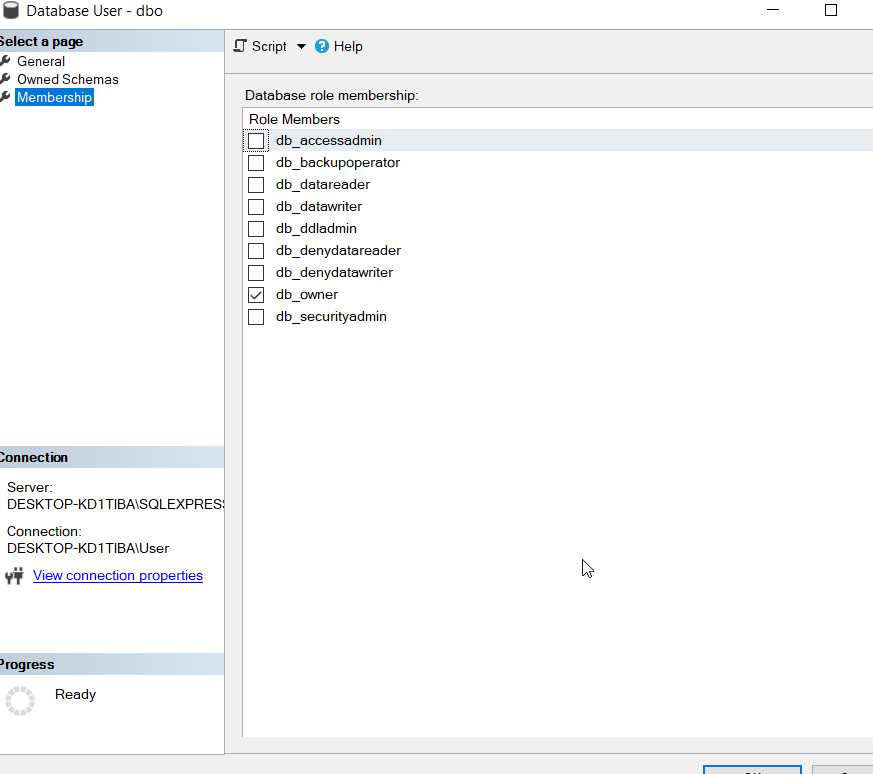 Database User - dbo
Select a page
General
Owned Schemas
Membership
Script
Help
Database role membership:
Role Members
db_accessadmin
db_backupoperator
db_datareader
db_datawriter
db_ddladmin
db_denydatareader
db_denydatawriter
db_owner
db_securityadmin
Connection
Server:
DESKTOP-KD1TIBA\SQLEXPRESS
Connection:
DESKTOP-KD1TIBA\User
View connection properties
Progress
Ready